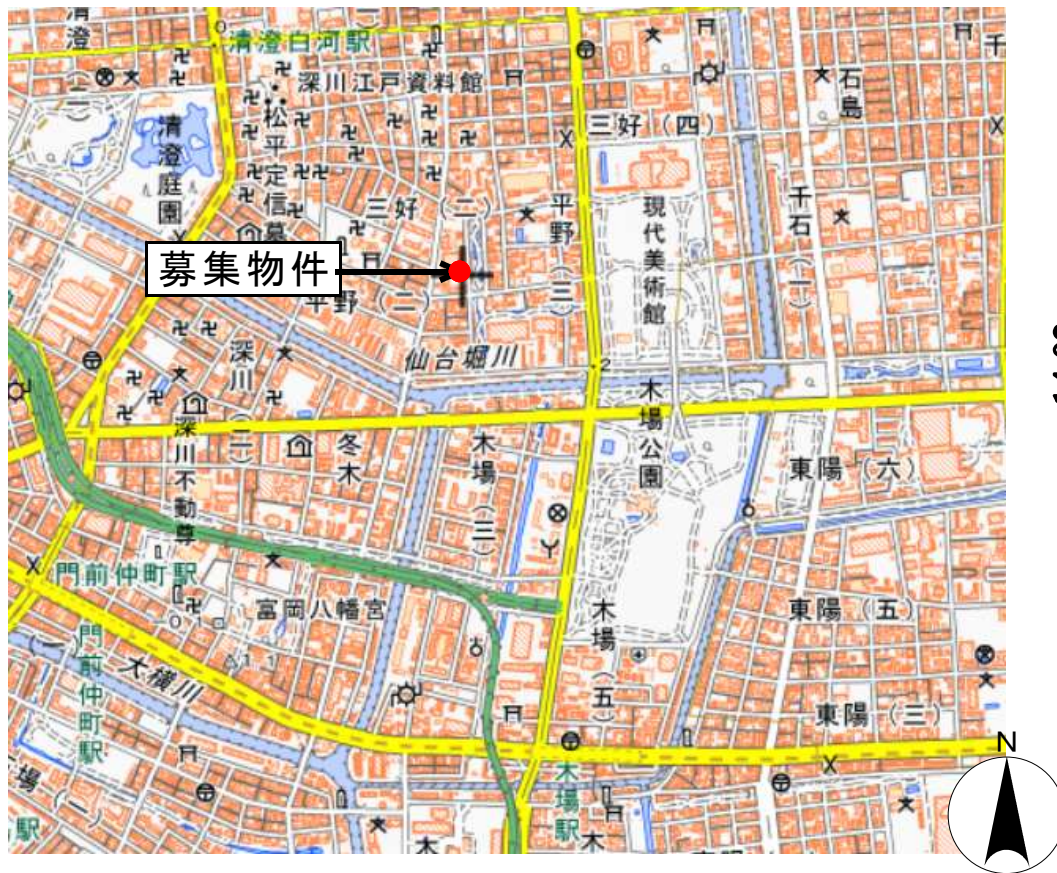 清澄(二)
清澄白河駅
深川江戸資料館
石島
三好(四)
清澄庭園
松平定信墓
千石(一)
三好(二)
平野(三)
現代美術館
募集物件
平野(二)
仙台堀川
2
深川(二)
木場公園
冬木
木場(三)
東陽(六)
深川不動尊
門前仲町駅
富岡八幡宮
木場(五)
東陽(五)
門前仲町駅
大横川
東陽(三)
N
木場駅